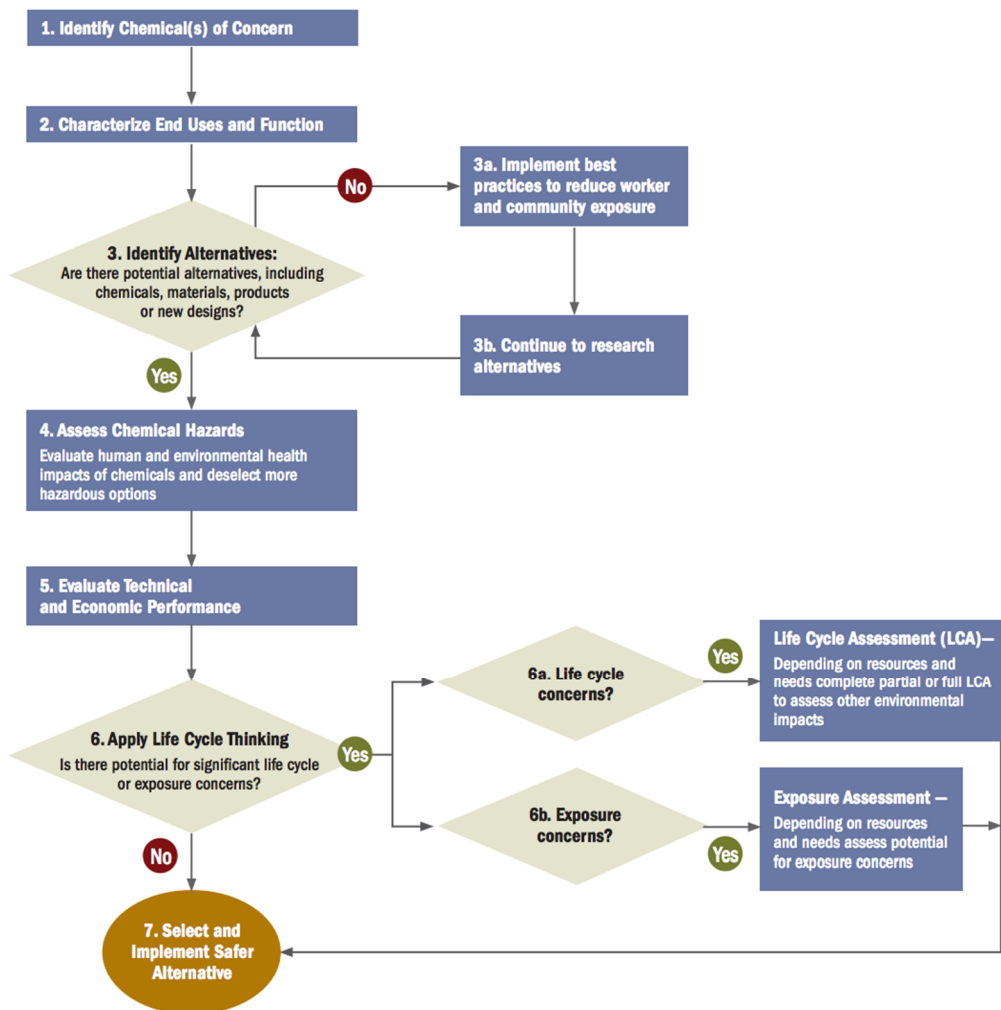 1. Identify Chemical(s) of Concern
2. Characterize End Uses and Function
No
3a. Implement best
practices to reduce worker
and community exposure
3. Identify Alternatives:
Are there potential alternatives, including
chemicals, materials, products
or new designs?
3b. Continue to research
alternatives
Yes
4. Assess Chemical Hazards
Evaluate human and environmental health
impacts of chemicals and deselect more
hazardous options
5. Evaluate Technical
and Economic Performance
6. Apply Life Cycle Thinking
Is there potential for significant life cycle
or exposure concerns?
Yes
6a. Life cycle
concerns?
Yes
Life Cycle Assessment (LCA)—
Depending on resources and
needs complete partial or full LCA
to assess other environmental
impacts
6b. Exposure
concerns?
Yes
Exposure Assessment —
Depending on resources
and needs assess potential
for exposure concerns
No
7. Select and
Implement Safer
Alternative